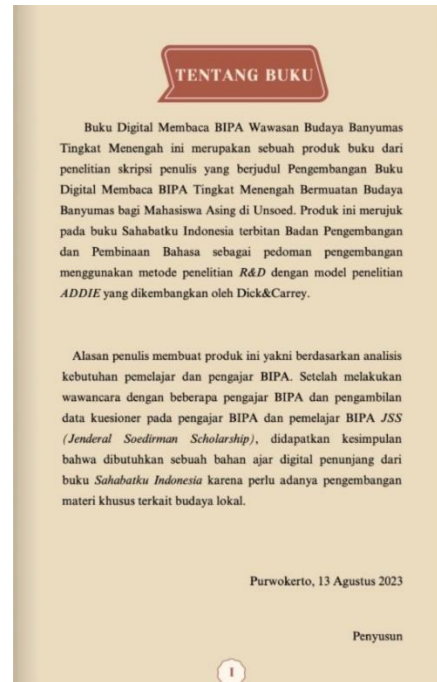 TENTANG BUKU
Buku Digital Membaca BIPA Wawasan Budaya Banyumas
Tingkat Menengah ini merupakan sebuah produk buku dari
penelitian skripsi penulis yang berjudul Pengembangan Buku
Digital Membaca BIPA Tingkat Menengah Bermuatan Budaya
Banyumas bagi Mahasiswa Asing di Unsoed. Produk ini merujuk
pada buku Sahabatku Indonesia terbitan Badan Pengembangan
dan Pembinaan Bahasa sebagai pedoman pengembangan
menggunakan metode penelitian R&D dengan model penelitian
ADDIE yang dikembangkan oleh Dick&Carrey.
Alasan penulis membuat produk ini yakni berdasarkan analisis
kebutuhan pemelajar dan pengajar BIPA. Setelah melakukan
wawancara dengan beberapa pengajar BIPA dan pengambilan
data kuesioner pada pengajar BIPA dan pemelajar BIPA JSS
(Jenderal Soedirman Scholarship), didapatkan kesimpulan
bahwa dibutuhkan sebuah bahan ajar digital penunjang dari
buku Sahabatku Indonesia karena perlu adanya pengembangan
materi khusus terkait budaya lokal.
Purwokerto, 13 Agustus 2023
Penyusun
1